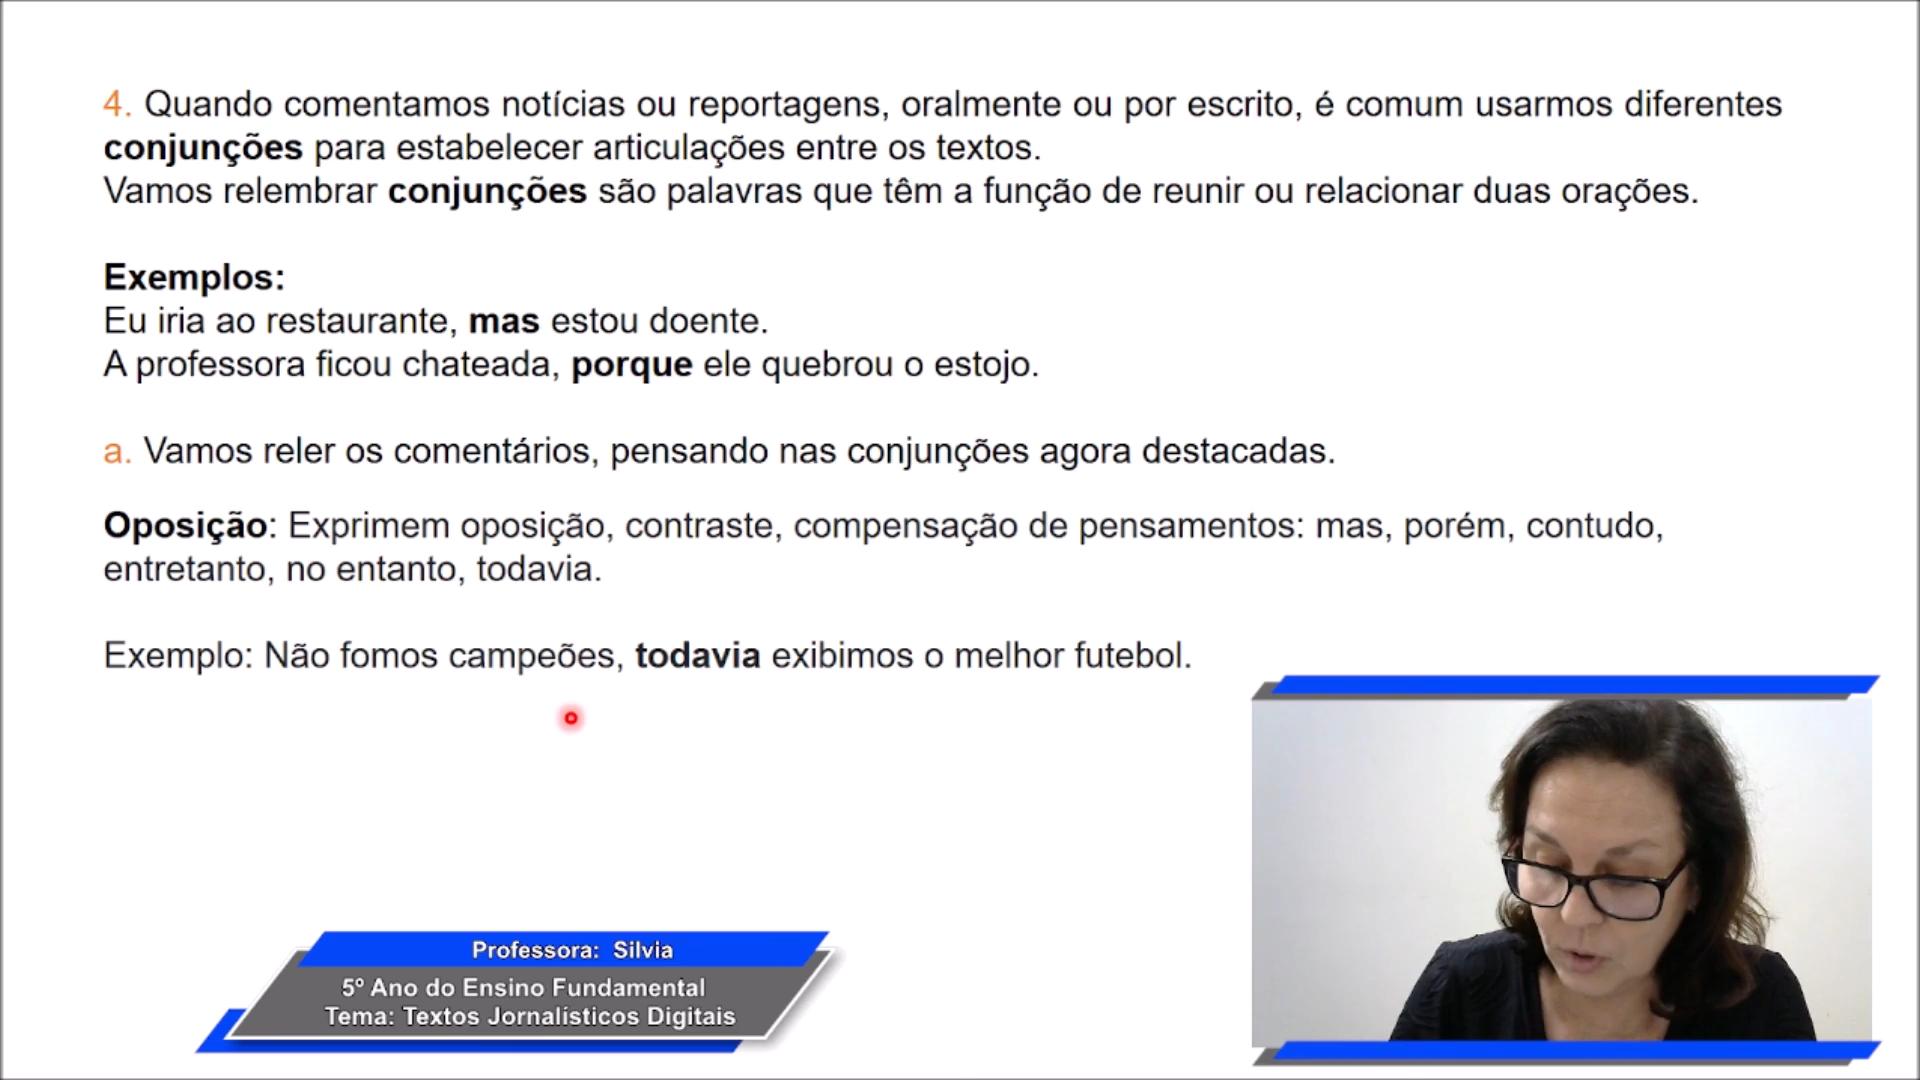 4. Quando comentamos notícias ou reportagens, oralmente ou por escrito, é comum usarmos diferentes
conjunções para estabelecer articulações entre os textos.
Vamos relembrar conjunções são palavras que têm a função de reunir ou relacionar duas orações.
Exemplos:
Eu iria ao restaurante, mas estou doente.
A professora ficou chateada, porque ele quebrou o estojo.
a. Vamos reler os comentários, pensando nas conjunções agora destacadas.
Oposição: Exprimem oposição, contraste, compensação de pensamentos: mas, porém, contudo,
entretanto, no entanto, todavia.
Exemplo: Não fomos campeões, todavia exibimos o melhor futebol.
Professora: Silvia
5º Ano do Ensino Fundamental
Tema: Textos Jornalísticos Digitais